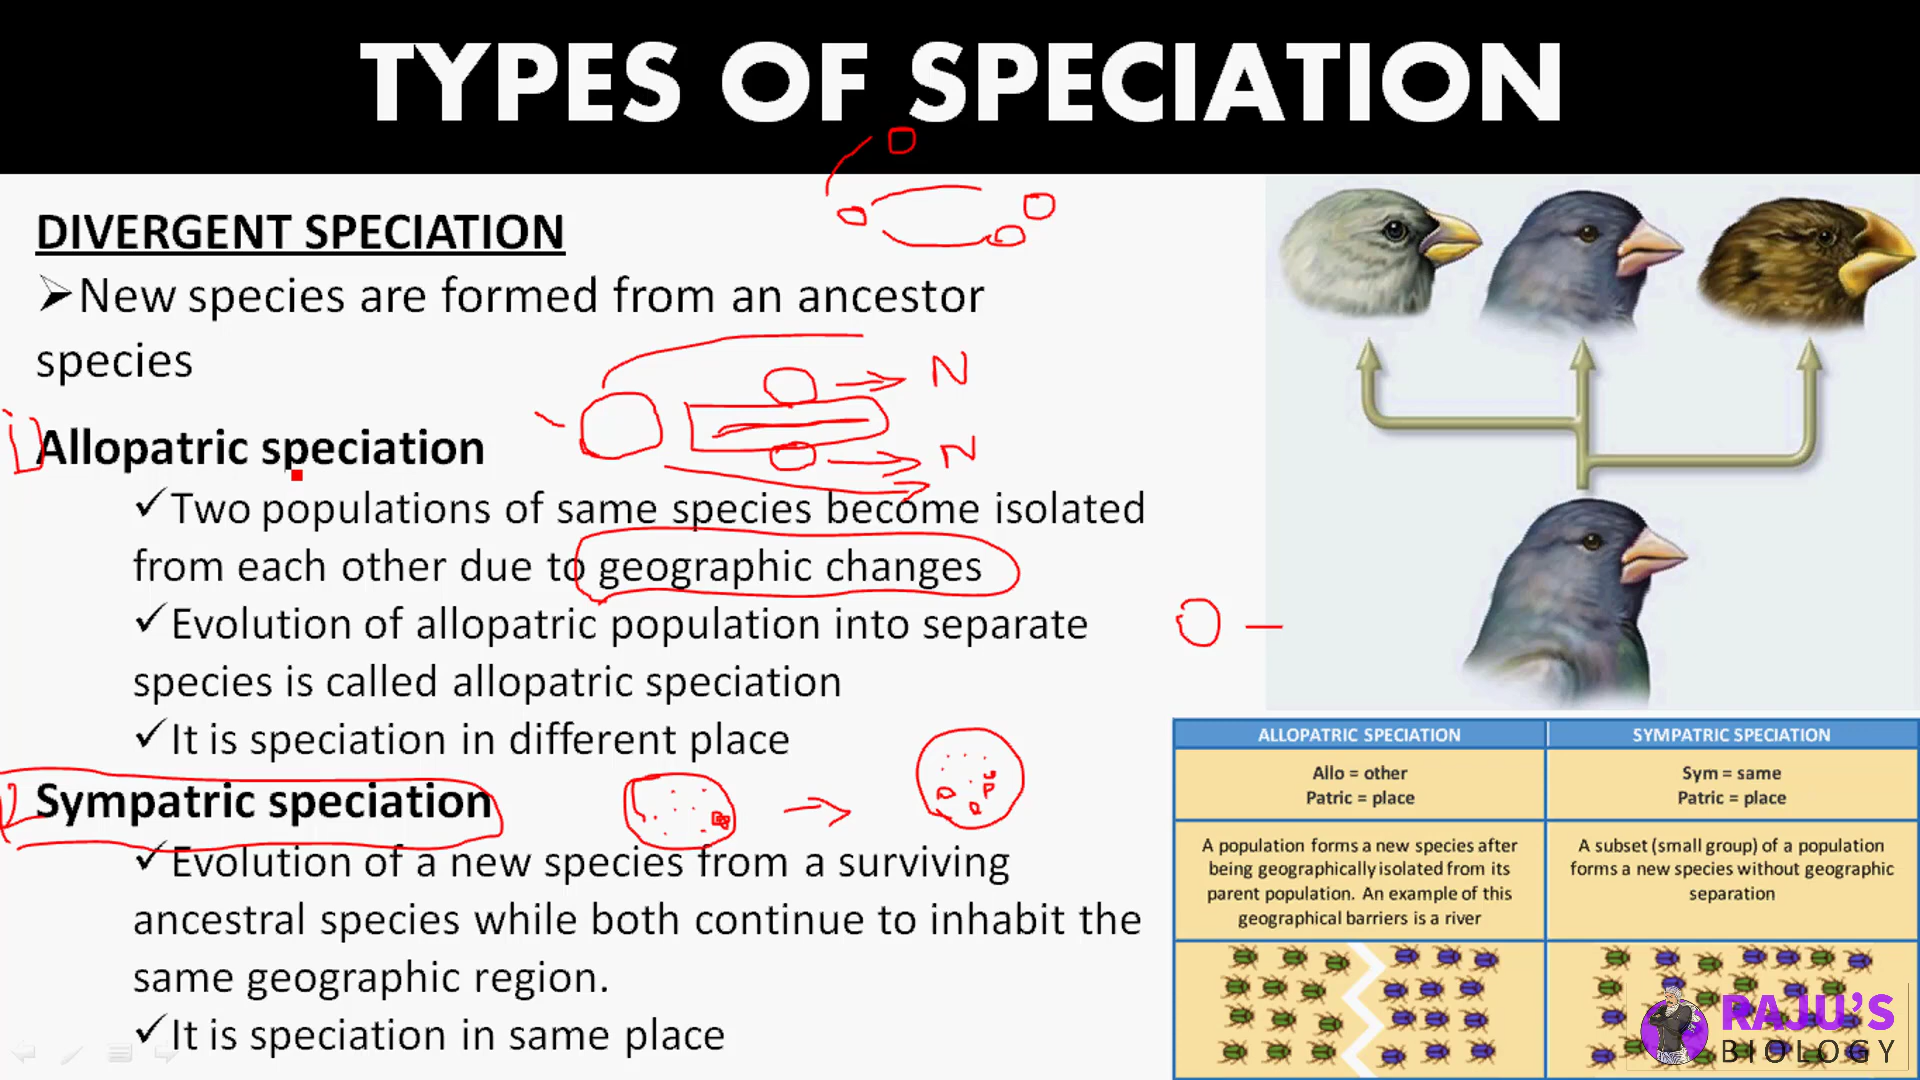 TYPES OF SPECIATION
DIVERGENT SPECIATION
➢New species are formed from an ancestor
species
N
N
1) Allopatric speciation
✓Two populations of same species become isolated
from each other due to geographic changes
✓Evolution of allopatric population into separate
species is called allopatric speciation
✓It is speciation in different place
2 Sympatric speciation
✓Evolution of a new species from a surviving
ancestral species while both continue to inhabit the
same geographic region.
✓It is speciation in same place
ALLOPATRIC SPECIATION
Allo = other
Patric = place
A population forms a new species after
being geographically isolated from its
parent population. An example of this
geographical barriers is a river
SYMPATRIC SPECIATION
Sym = same
Patric = place
A subset (small group) of a population
forms a new species without geographic
separation
RAJU'S
BIOLOGY